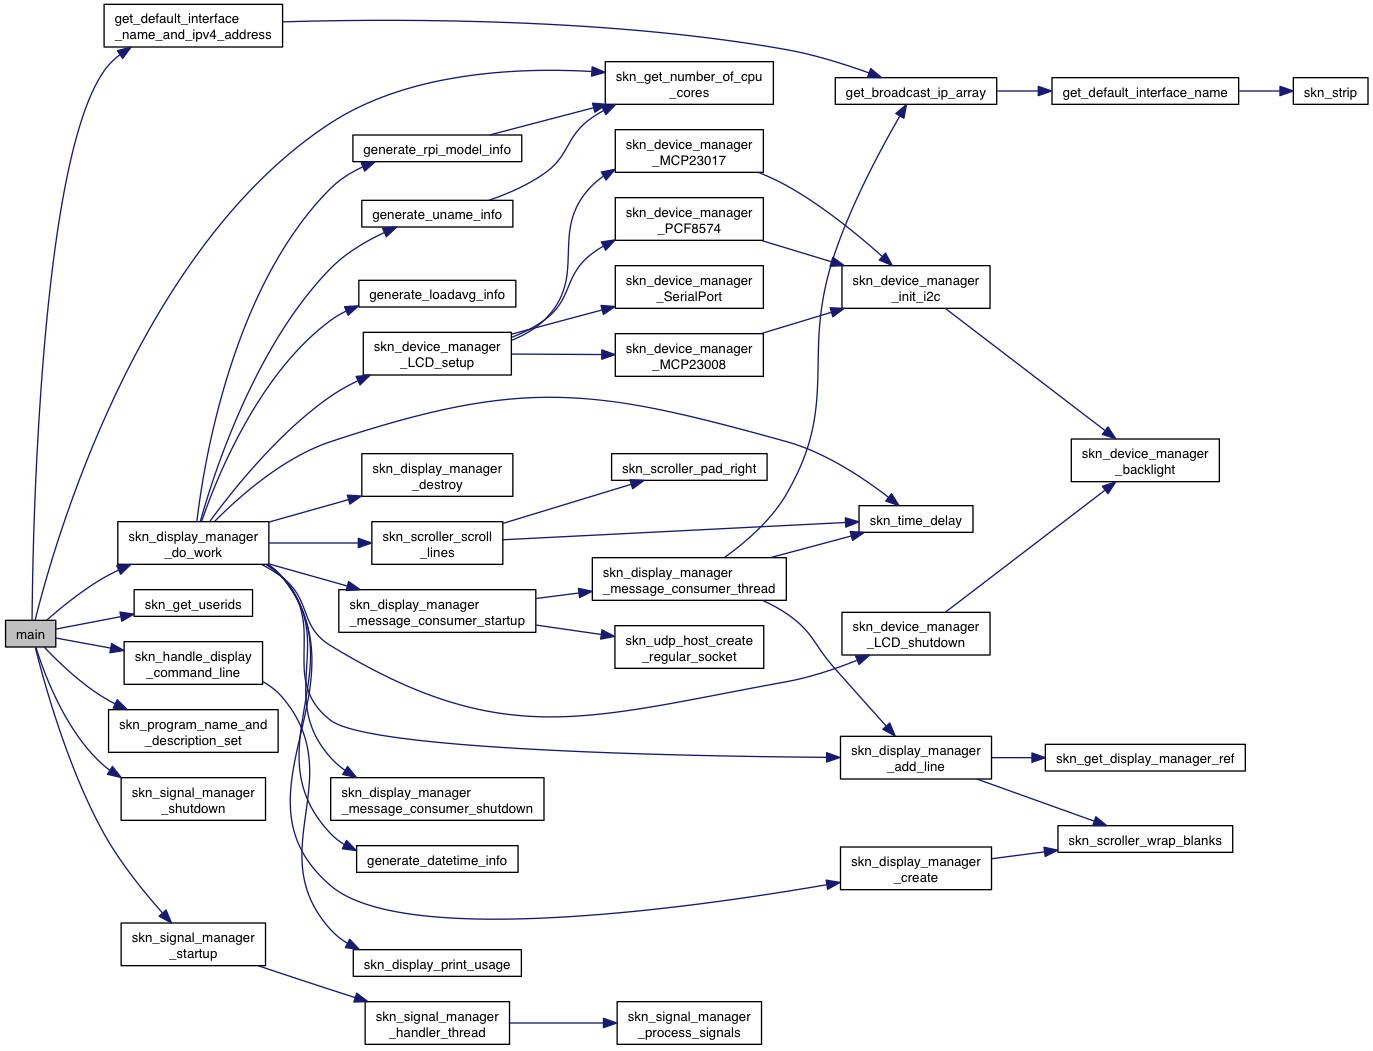 get_default_interface
_name_and_ipv4_address
skn_get_number_of_cpu
_cores
get_broadcast_ip_array
get_default_interface_name
skn_strip
generate_rpi_model_info
skn_device_manager
_MCP23017
generate_uname_info
skn_device_manager
_PCF8574
generate_loadavg_info
skn_device_manager
_SerialPort
skn_device_manager
_init_i2c
skn_device_manager
_LCD_setup
skn_device_manager
_MCP23008
skn_display_manager
_destroy
skn_scroller_pad_right
skn_device_manager
_backlight
skn_display_manager
_do_work
skn_scroller_scroll
_lines
skn_time_delay
skn_get_userids
skn_display_manager
_message_consumer_startup
skn_display_manager
_message_consumer_thread
main
skn_udp_host_create
_regular_socket
skn_device_manager
_LCD_shutdown
skn_handle_display
_command_line
skn_program_name_and
_description_set
skn_display_manager
_add_line
skn_get_display_manager_ref
skn_signal_manager
_shutdown
skn_display_manager
_message_consumer_shutdown
skn_scroller_wrap_blanks
generate_datetime_info
skn_display_manager
_create
skn_signal_manager
_startup
skn_display_print_usage
skn_signal_manager
_handler_thread
skn_signal_manager
_process_signals